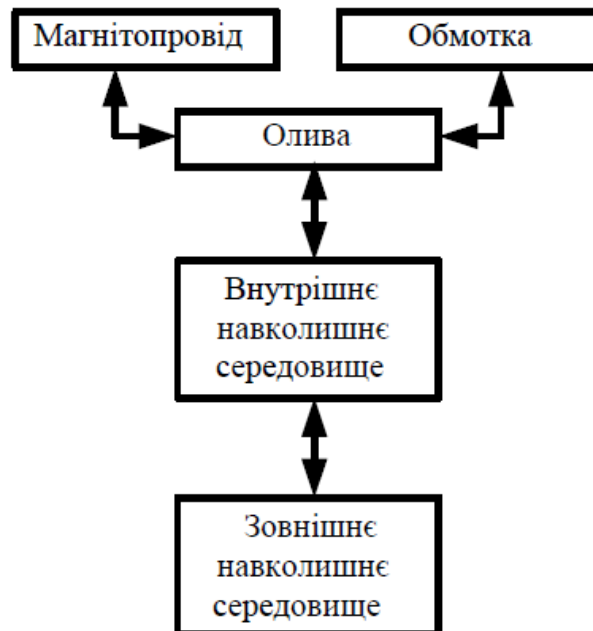 Магнітопровід
Обмотка
Олива
Внутрішнє
навколишнє
середовище
Зовнішнє
навколишнє
середовище